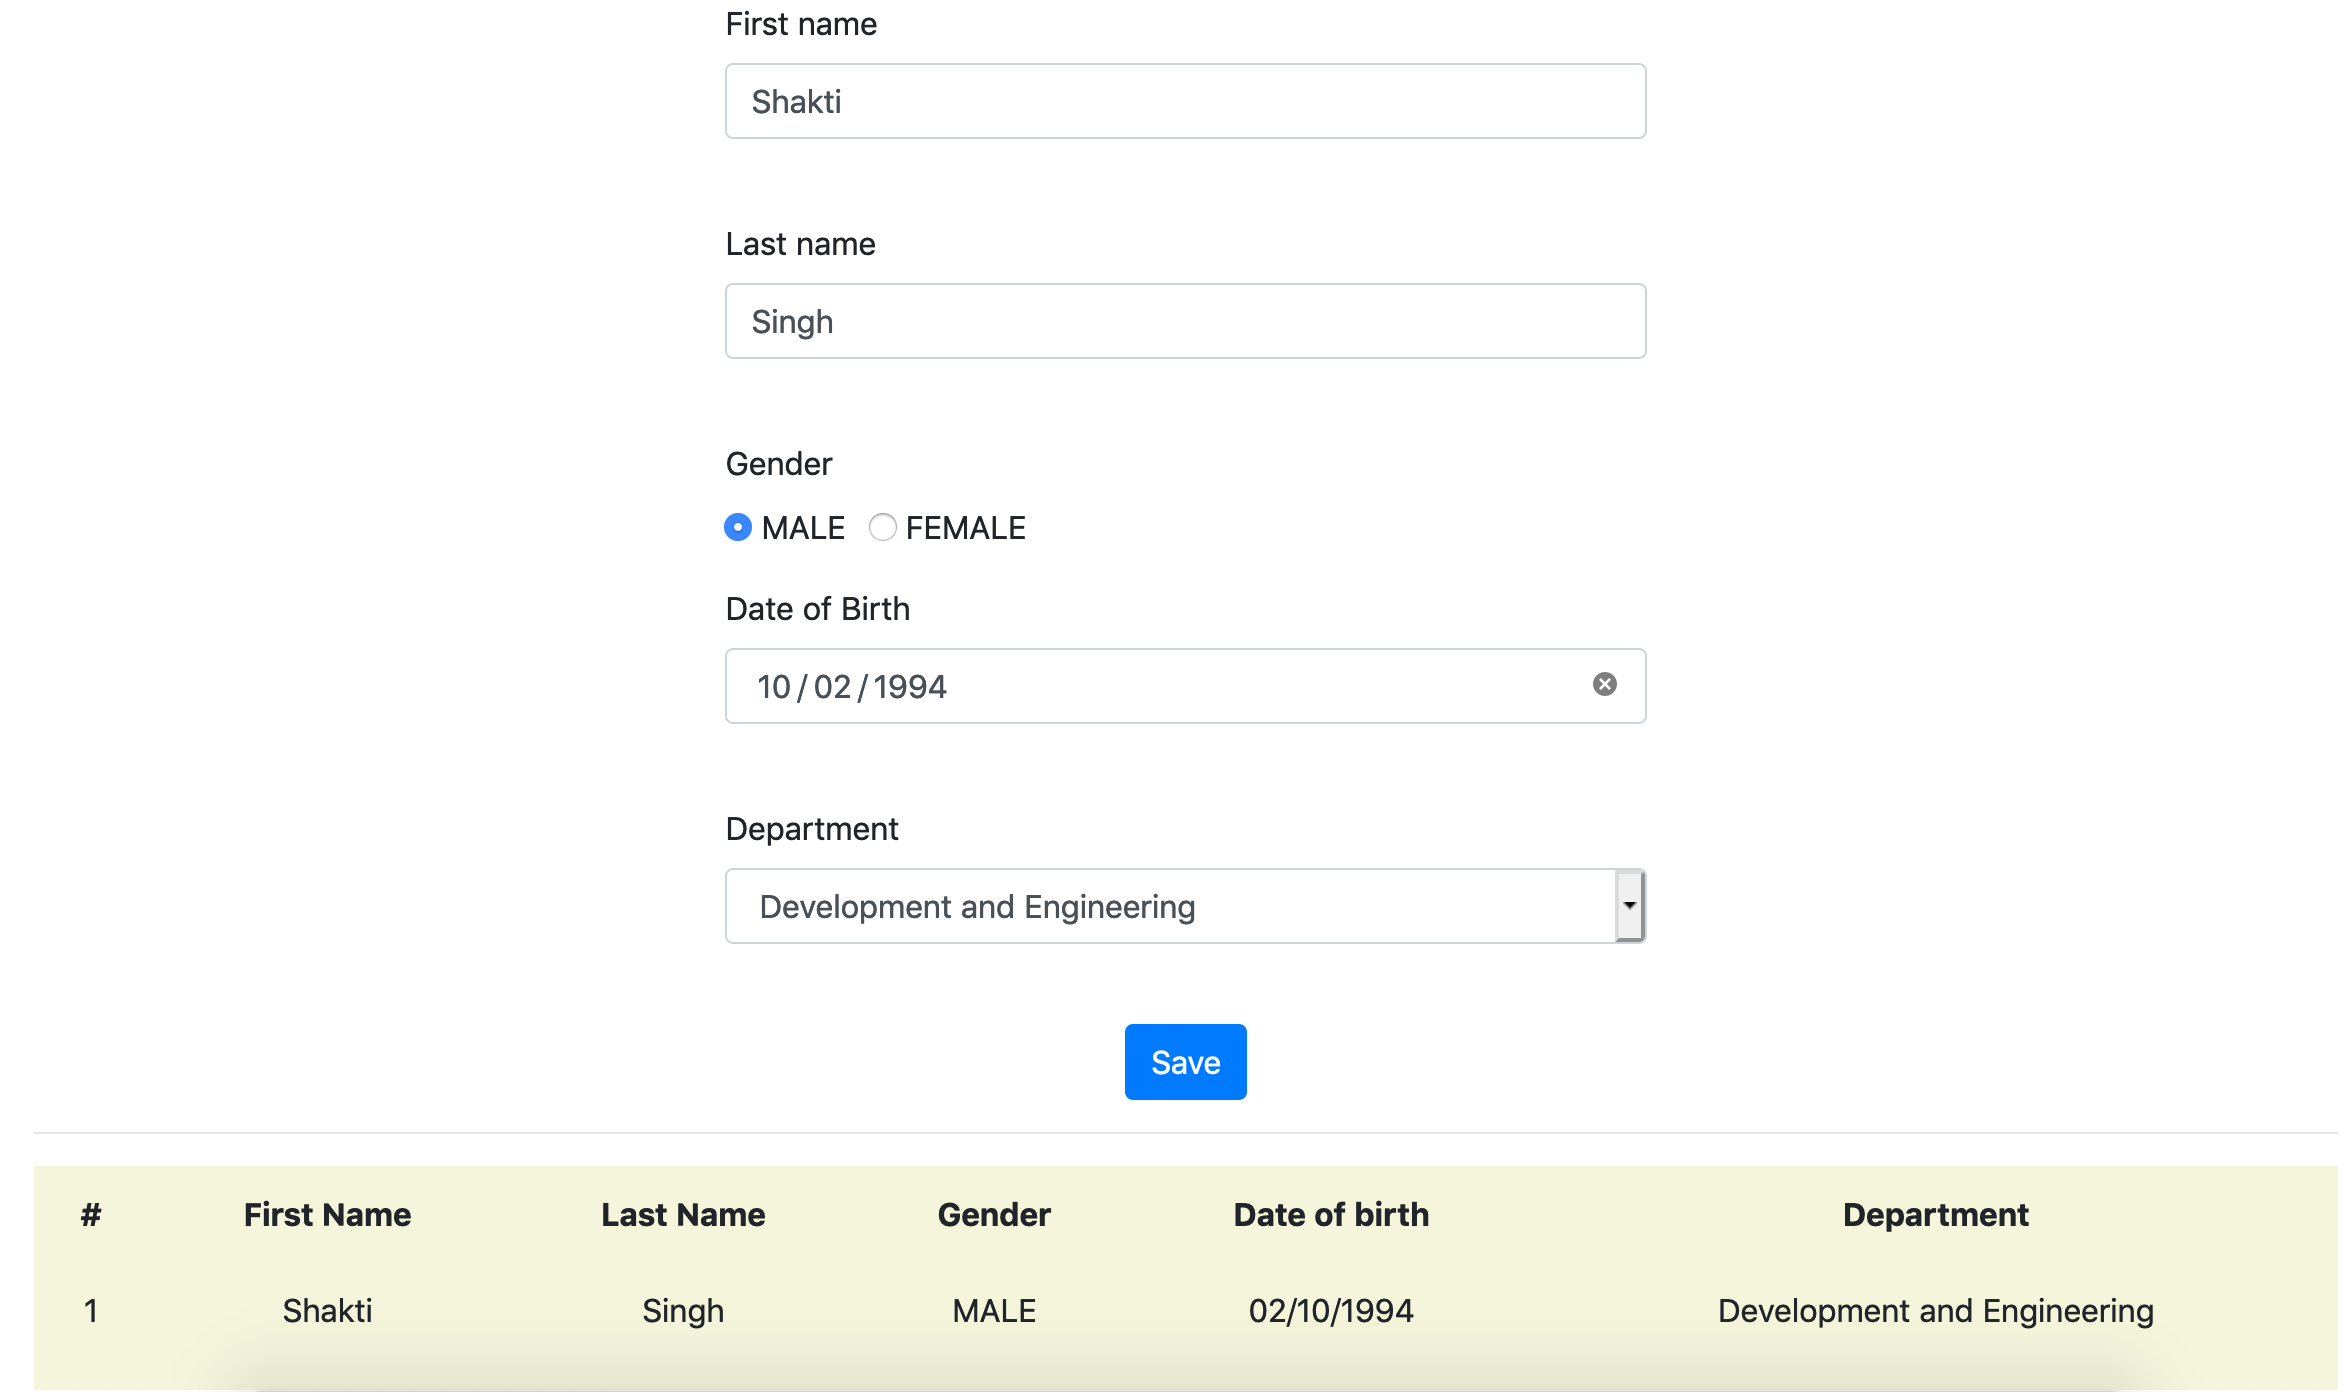 First name
Shakti
Last name
Singh
Gender
MALE FEMALE
Date of Birth
10/02/1994
Department
Development and Engineering
Save
# First Name Last Name Gender Date of birth Department
1 Shakti Singh MALE 02/10/1994 Development and Engineering